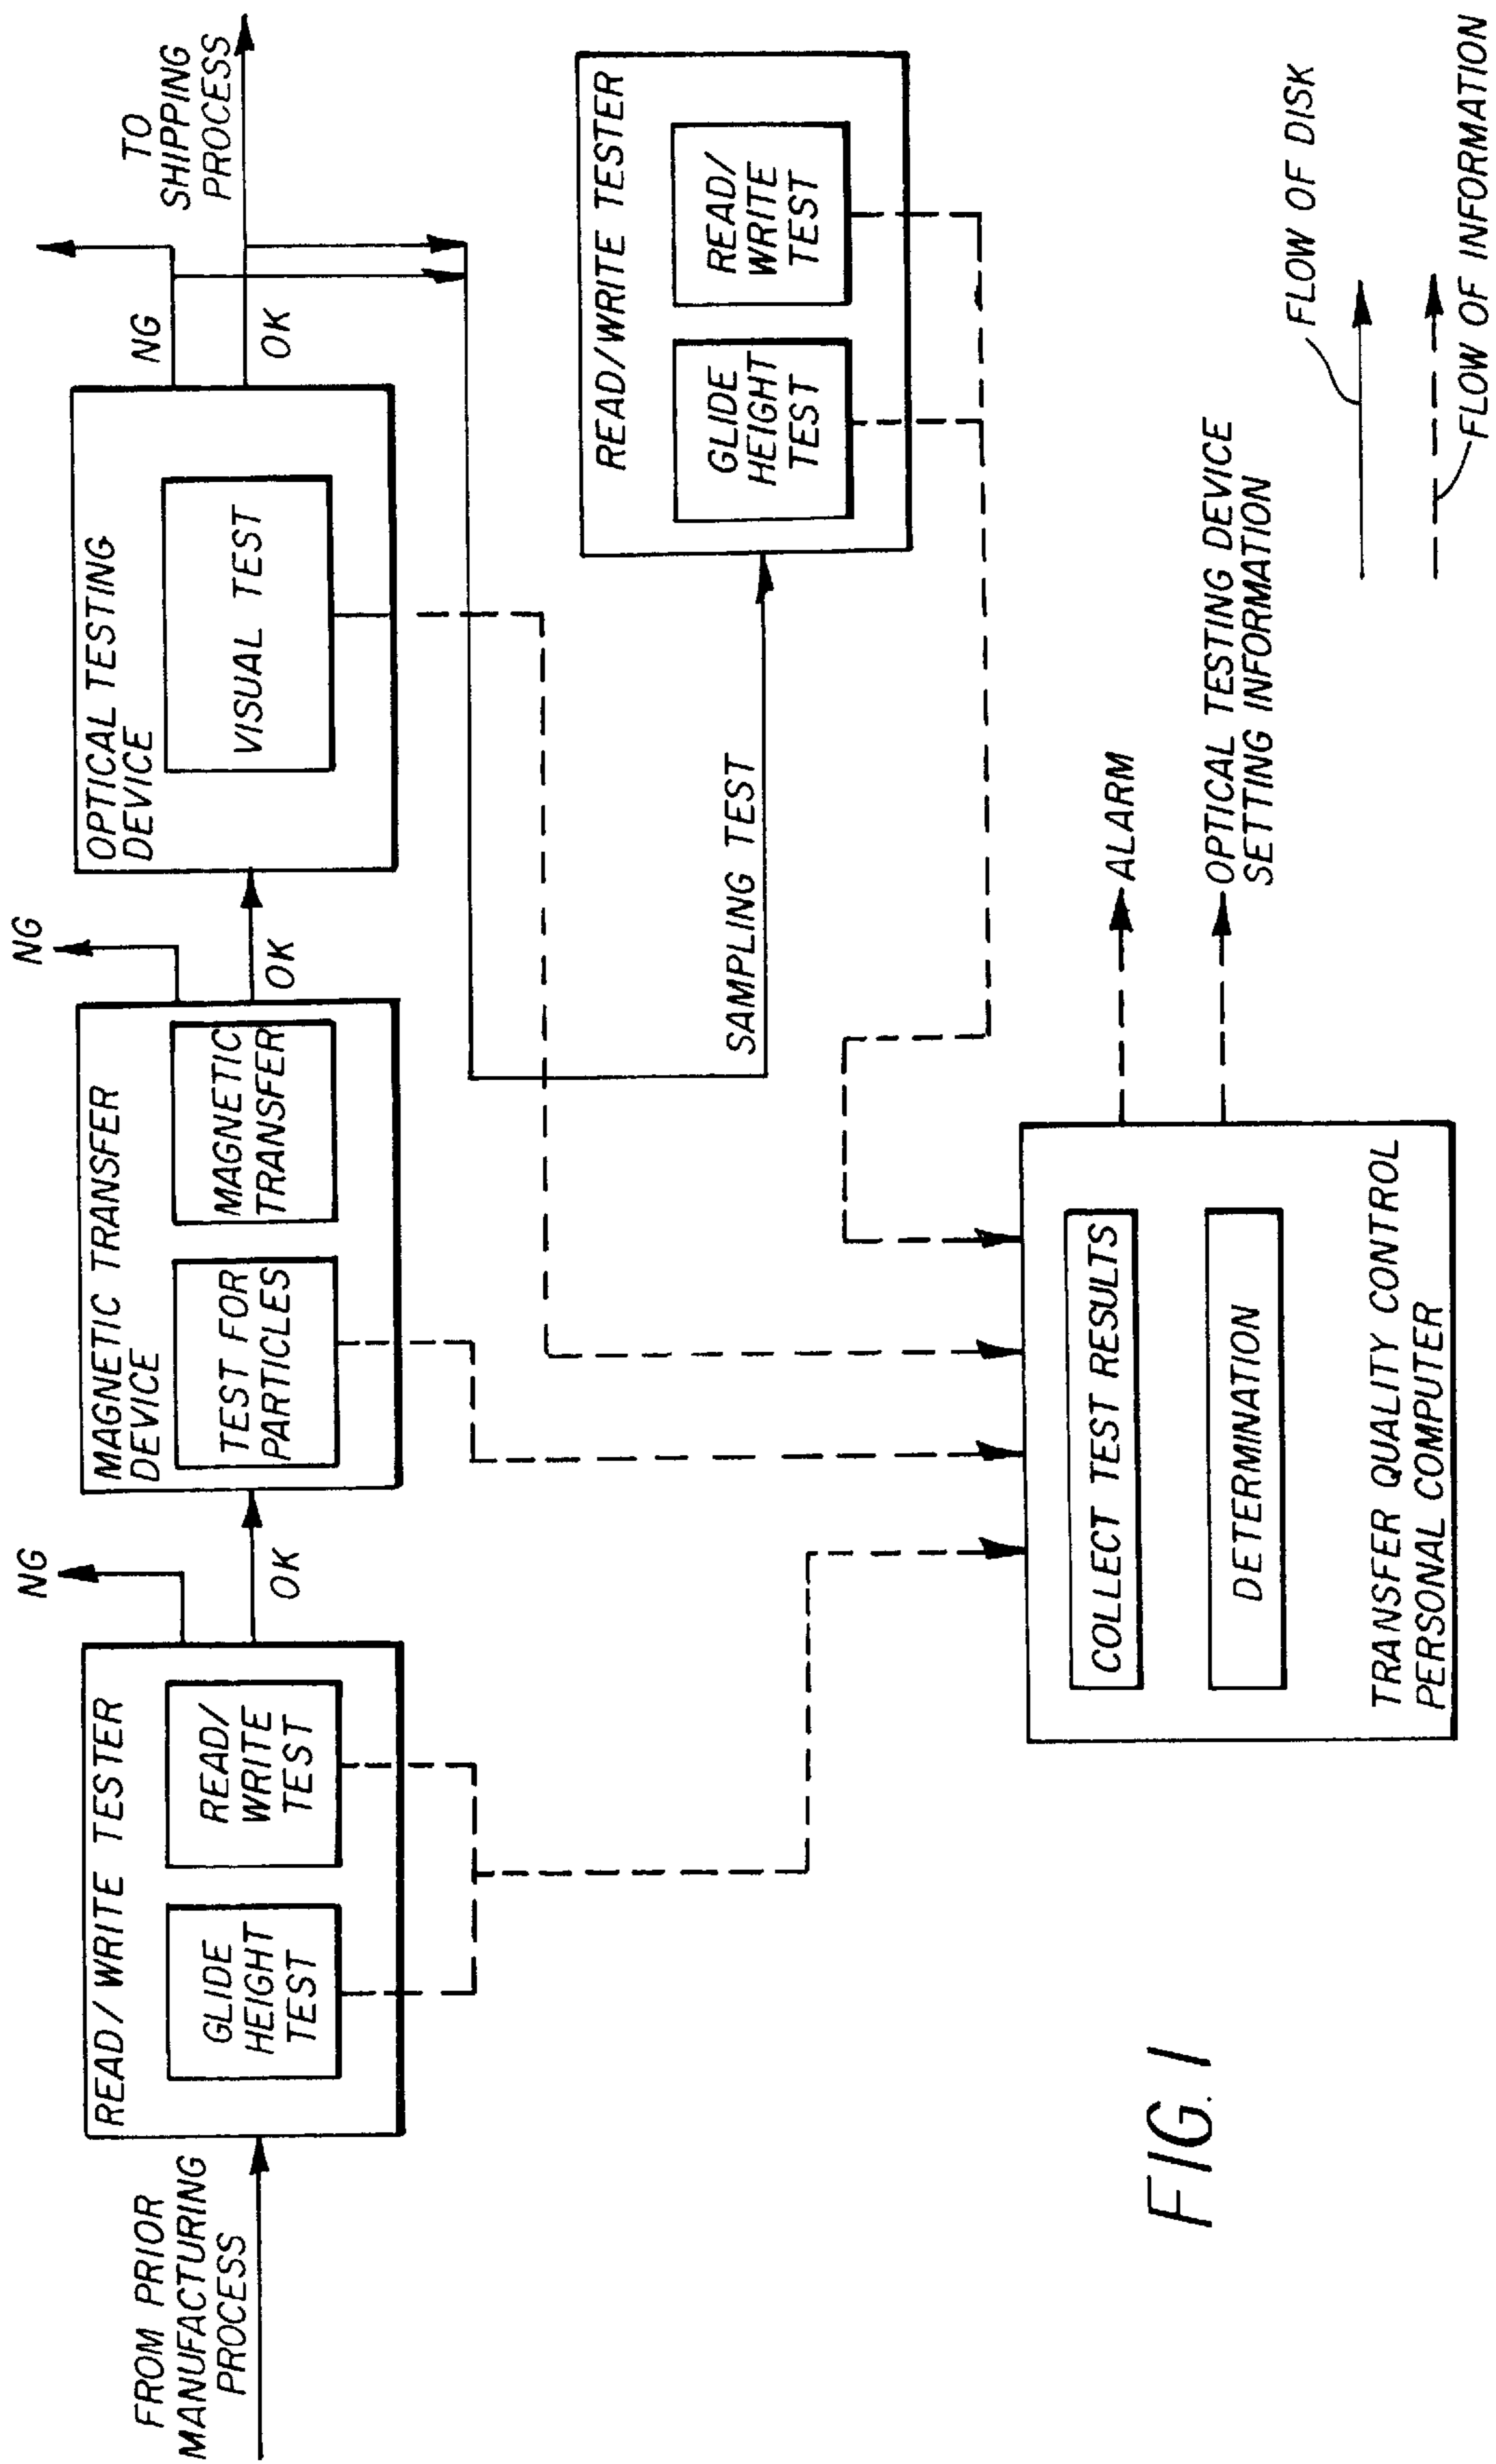 FROM PRIOR
MANUFACTURING
PROCESS
READ/WRITE TESTER
GLIDE
HEIGHT
TEST
READ/
WRITE
TEST
NG
OK
MAGNETIC TRANSFER
DEVICE
TEST FOR
PARTICLES
MAGNETIC
TRANSFER
NG
OK
OPTICAL TESTING
DEVICE
VISUAL TEST
NG
OK
TO
SHIPPING
PROCESS
SAMPLING TEST
READ/WRITE TESTER
GLIDE
HEIGHT
TEST
READ/
WRITE
TEST
COLLECT TEST RESULTS
DETERMINATION
TRANSFER QUALITY CONTROL
PERSONAL COMPUTER
ALARM
OPTICAL TESTING DEVICE
SETTING INFORMATION
FLOW OF DISK
FLOW OF INFORMATION
FIG. 1